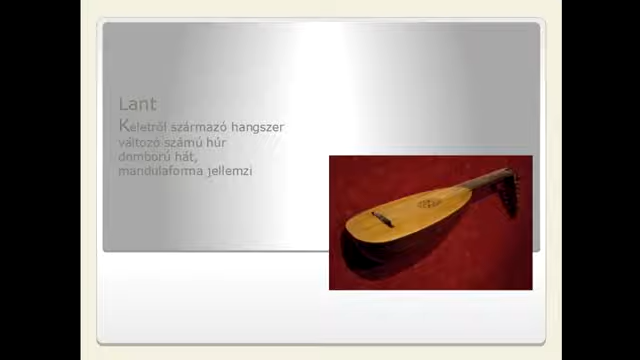 Lant
Keletről származó hangszer
változó számú húr
domború hát,
mandulaforma jellemzi